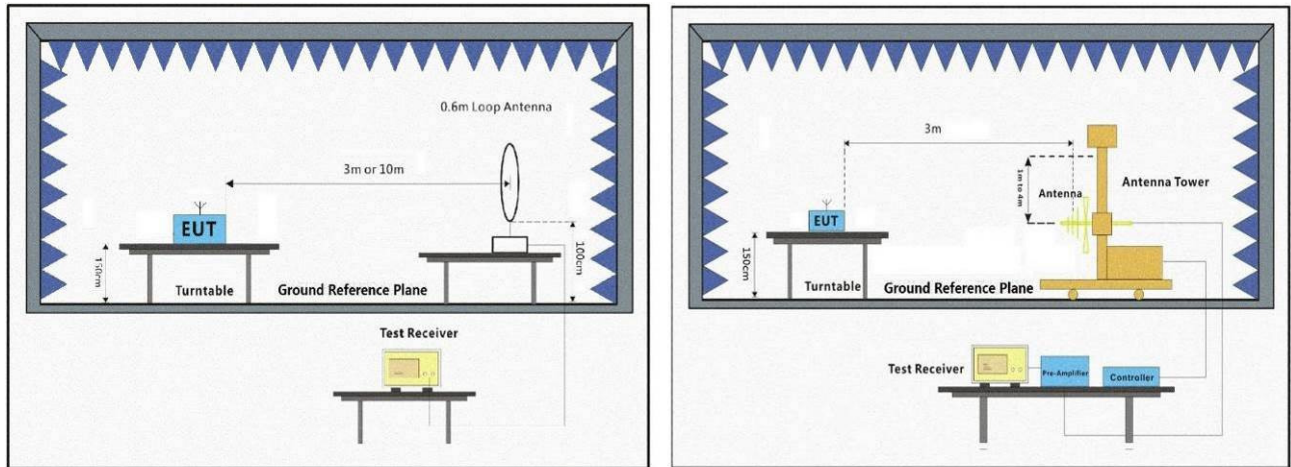 0.6m Loop Antenna
3m or 10m
EUT
150cm
100cm
Turntable
Ground Reference Plane
Test Receiver
3m
1m to 4m
Antenna
Antenna Tower
EUT
150cm
Turntable
Ground Reference Plane
Test Receiver
Pre-Amplifier
Controller